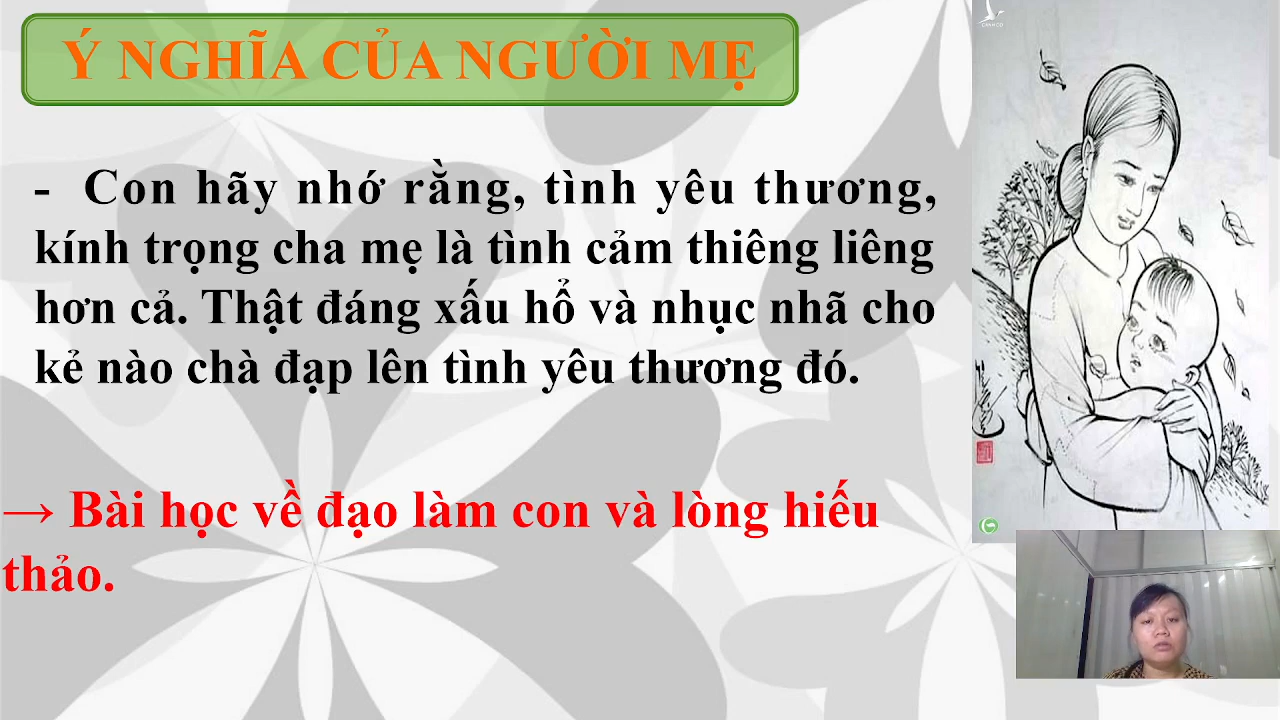 Ý NGHĨA CỦA NGƯỜI MẸ
- Con hãy nhớ rằng, tình yêu thương,
kính trọng cha mẹ là tình cảm thiêng liêng
hơn cả. Thật đáng xấu hổ và nhục nhã cho
kẻ nào chà đạp lên tình yêu thương đó.
→ Bài học về đạo làm con và lòng hiếu
thảo.